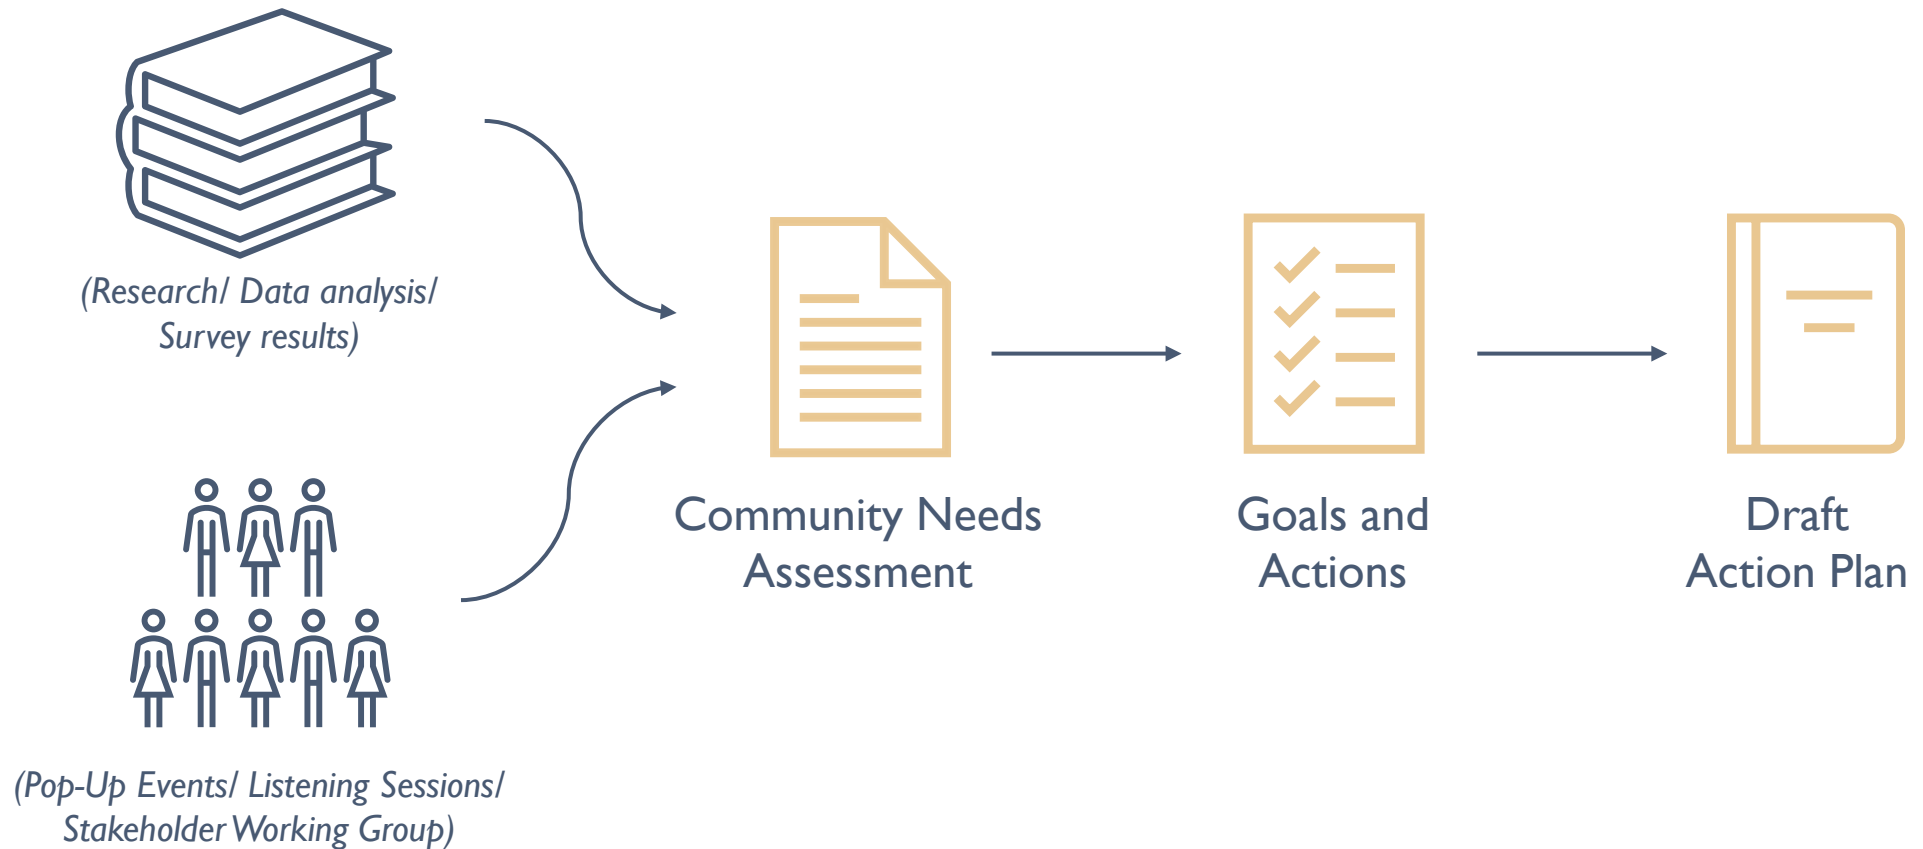 (Research/ Data analysis/
Survey results)
(Pop-Up Events/ Listening Sessions/
Stakeholder Working Group)
Community Needs
Assessment
Goals and
Actions
Draft
Action Plan